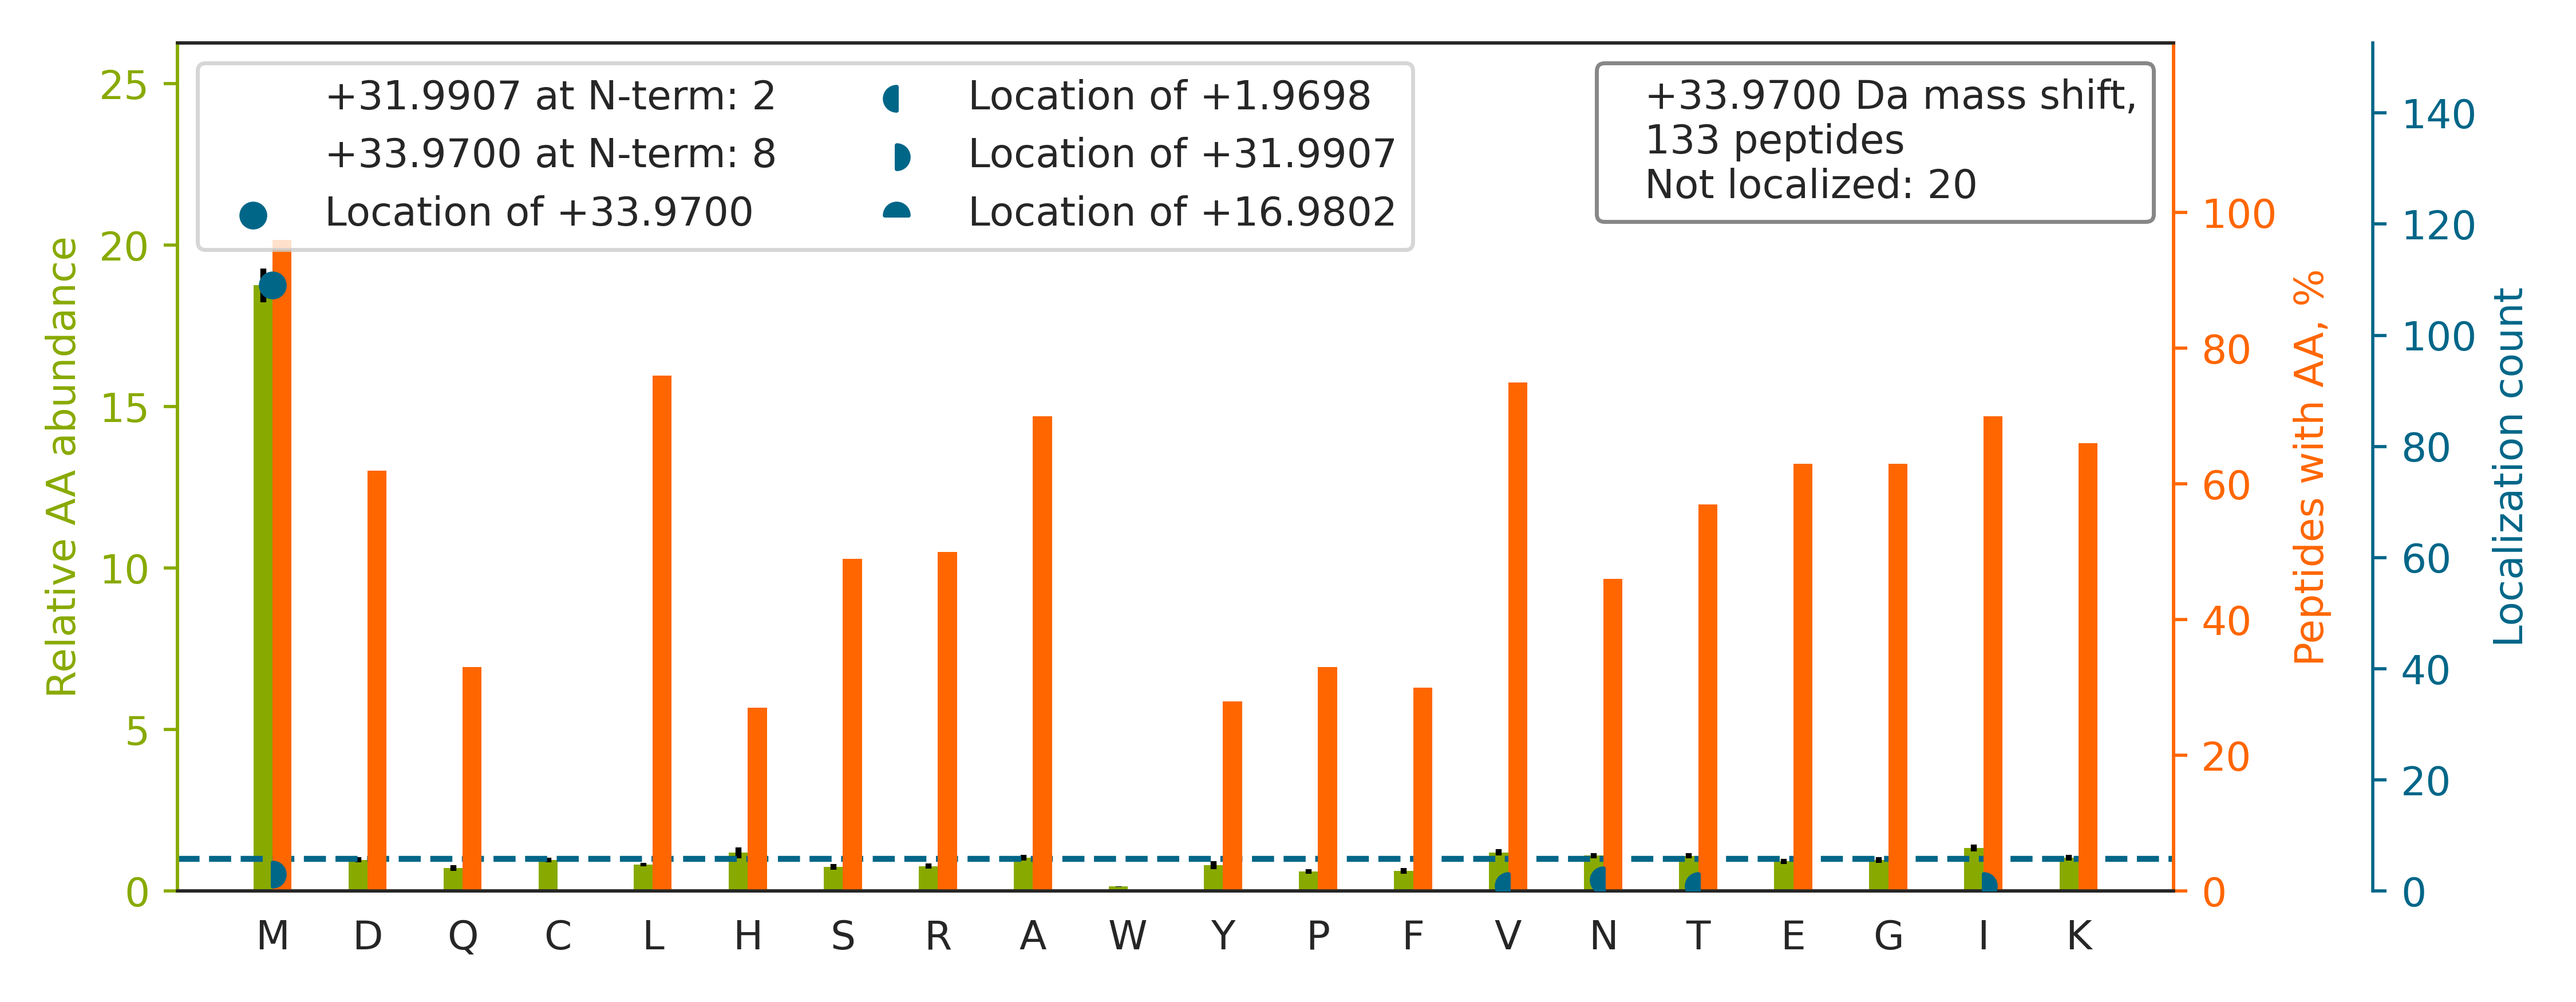 +31.9907 at N-term: 2
+33.9700 at N-term: 8
Location of +33.9700
Location of +1.9698
Location of +31.9907
Location of +16.9802
+33.9700 Da mass shift,
133 peptides
Not localized: 20
Relative AA abundance
25
20
15
10
5
0
Peptides with AA, %
100
80
60
40
20
0
Localization count
140
120
100
80
60
40
20
0
M D Q C L H S R A W Y P F V N T E G I K